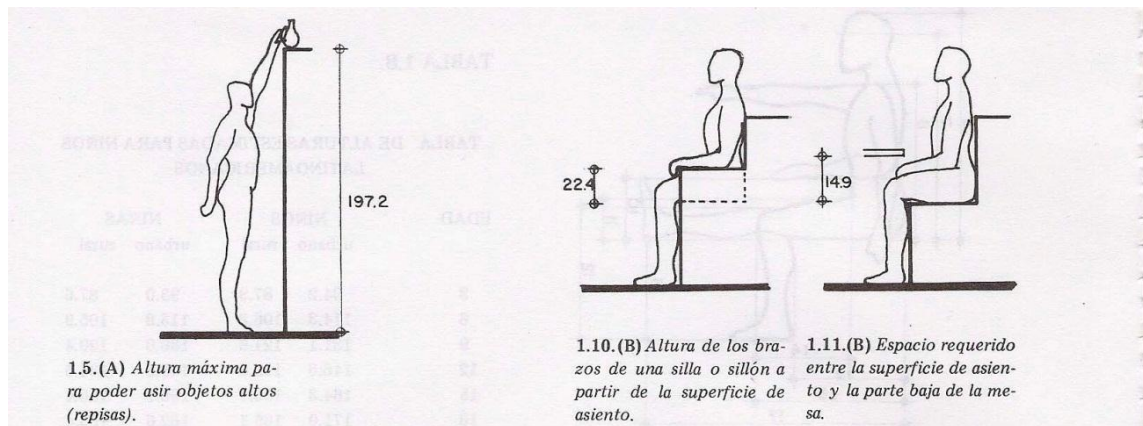 197.2
1.5.(A) Altura máxima pa-
ra poder asir objetos altos
(repisas).
22.4
1.10.(B) Altura de los bra-
zos de una silla o sillón a
partir de la superficie de
asiento.
14.9
1.11.(B) Espacio requerido
entre la superficie de asien-
to y la parte baja de la me-
sa.